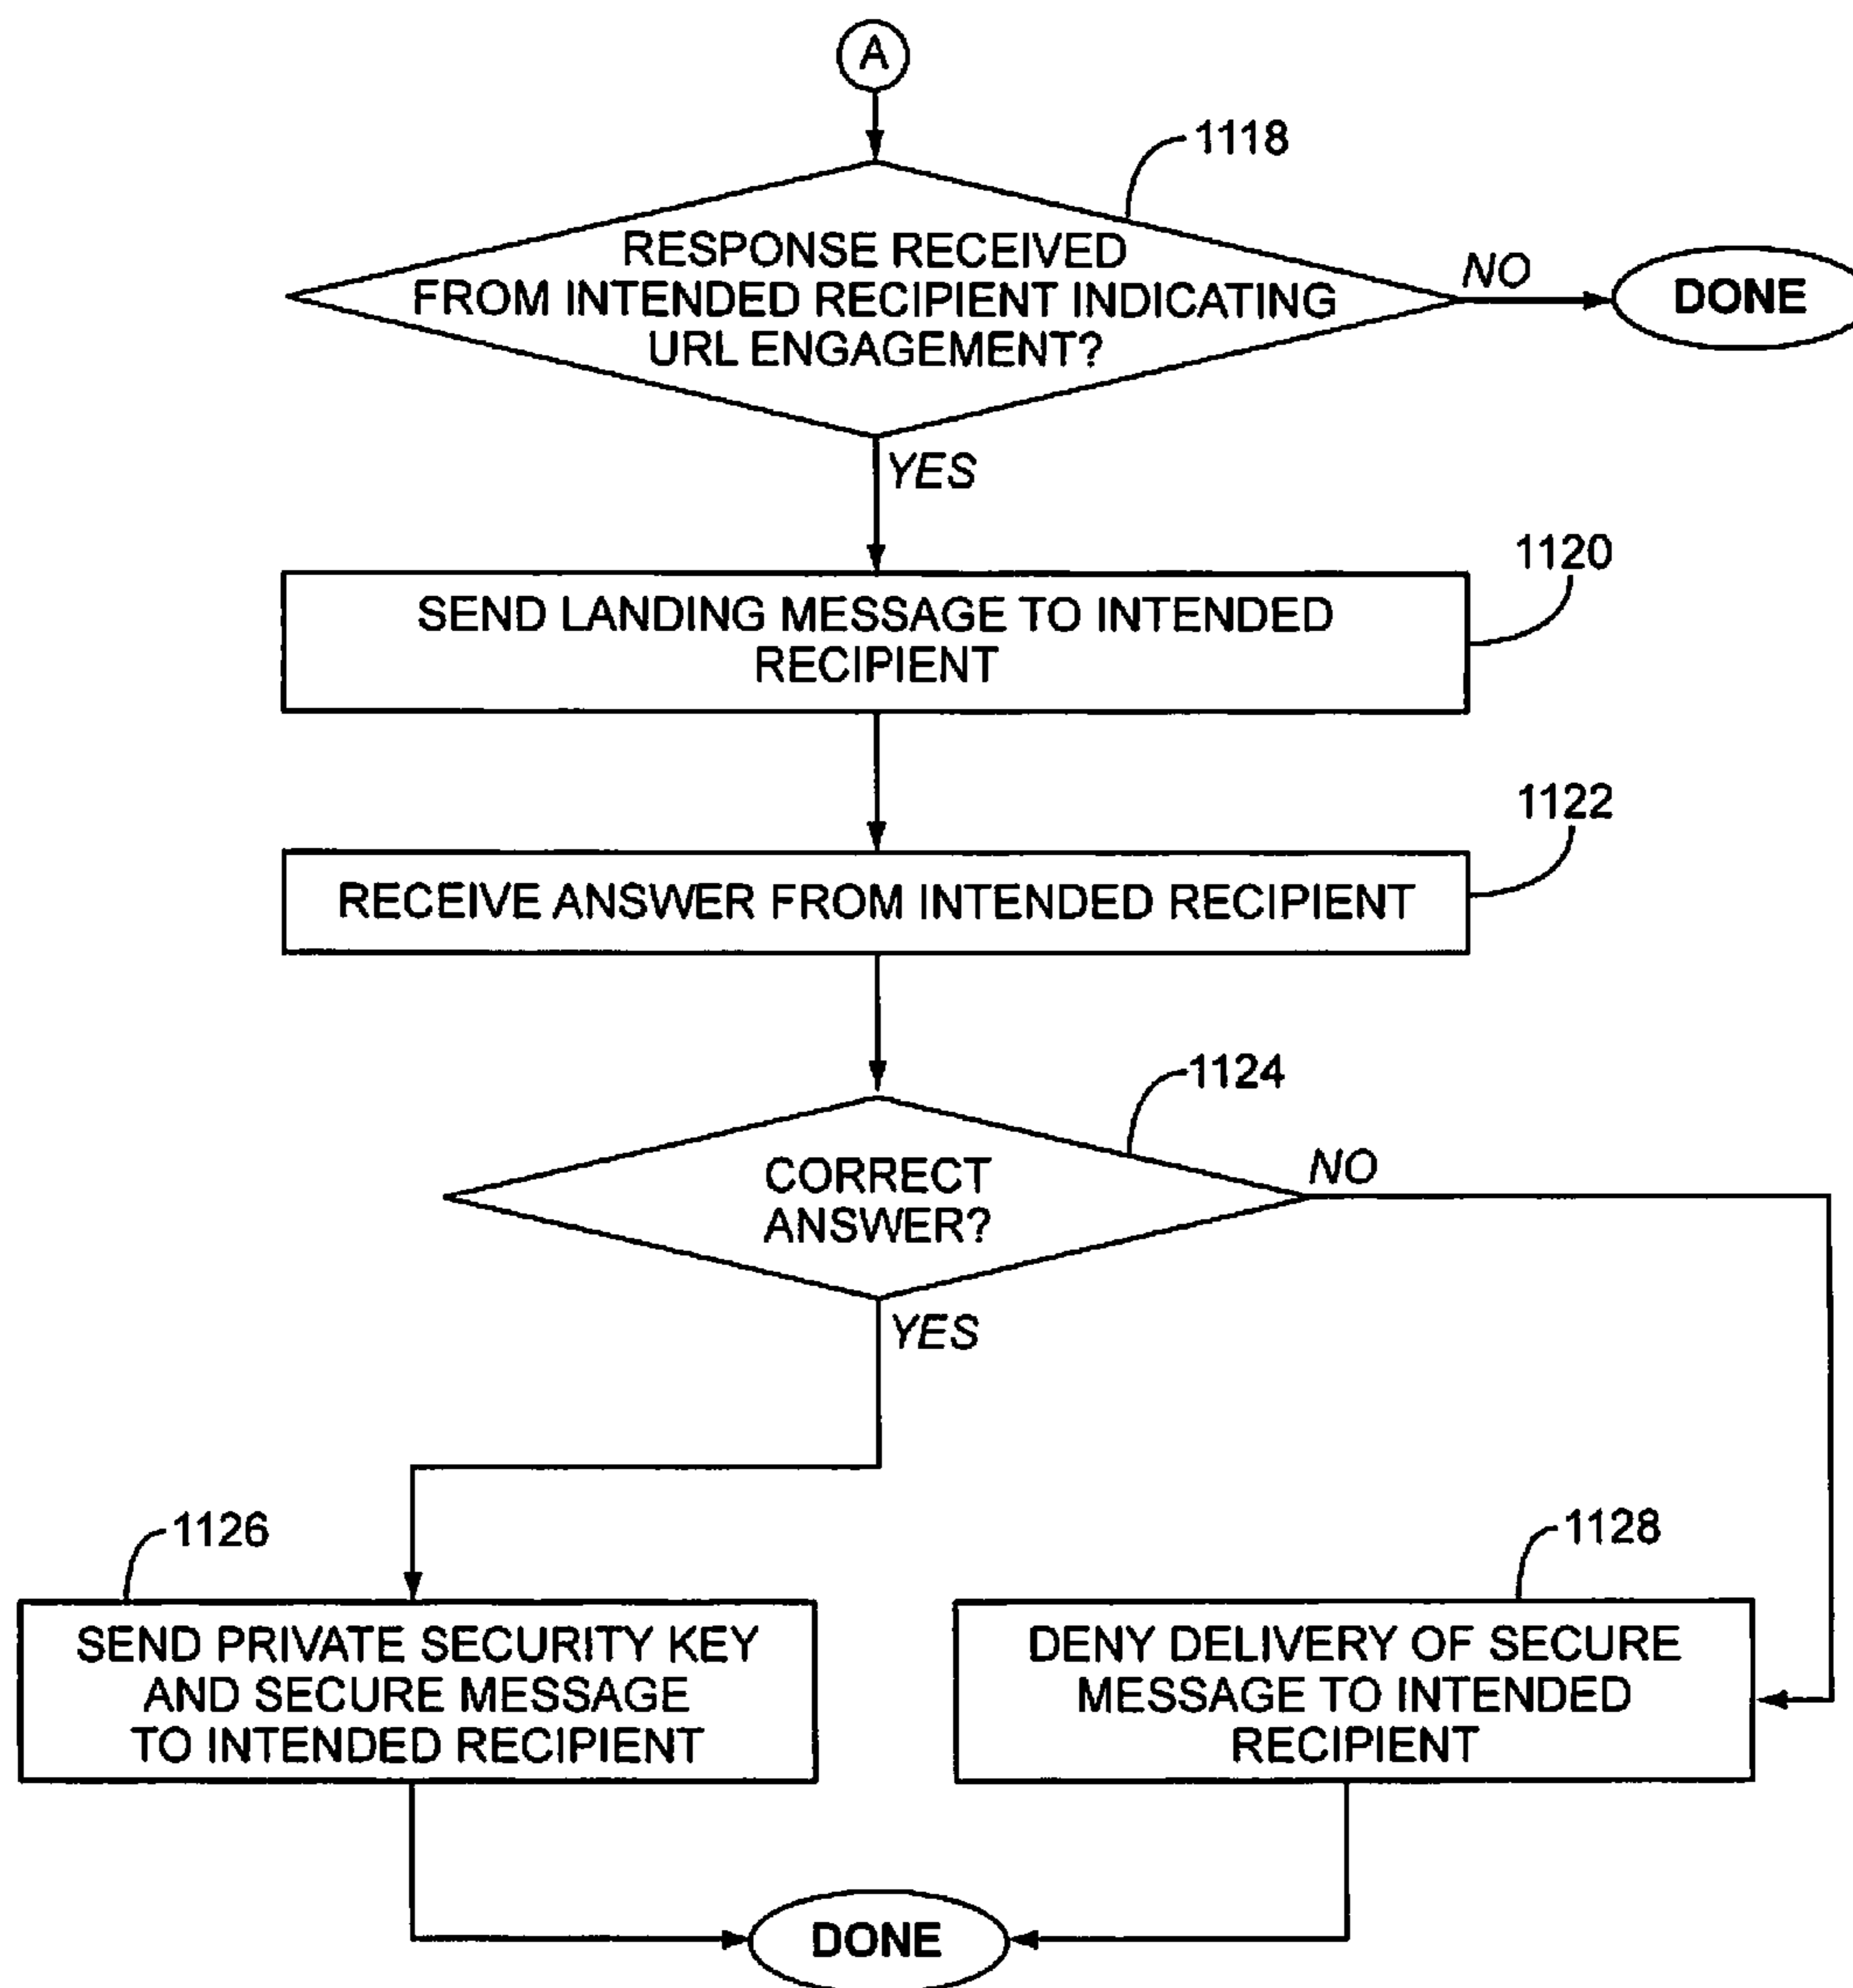 A
1118
RESPONSE RECEIVED
FROM INTENDED RECIPIENT INDICATING
URL ENGAGEMENT?
NO
DONE
YES
1120
SEND LANDING MESSAGE TO INTENDED
RECIPIENT
1122
RECEIVE ANSWER FROM INTENDED RECIPIENT
1124
CORRECT
ANSWER?
NO
YES
1126
SEND PRIVATE SECURITY KEY
AND SECURE MESSAGE
TO INTENDED RECIPIENT
1128
DENY DELIVERY OF SECURE
MESSAGE TO INTENDED
RECIPIENT
DONE